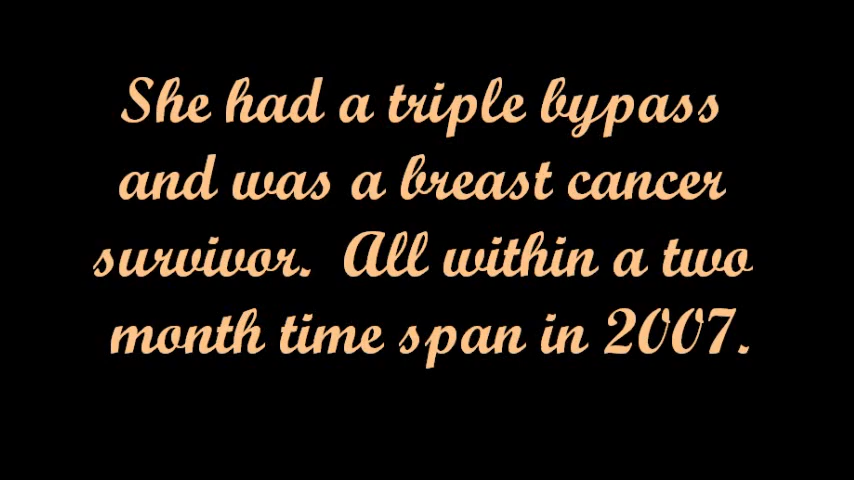 She had a triple bypass
and was a breast cancer
survivor. All within a two
month time span in 2007.